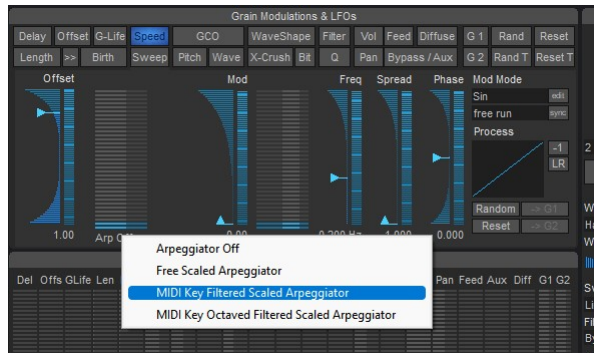 Grain Modulations & LFOs
Delay Offset G-Life Speed GCO WaveShape Filter Vol Feed Diffuse G 1 Rand Reset
Length >> Birth Sweep Pitch Wave X-Crush Bit Q Pan Bypass / Aux G 2 Rand T Reset T
Offset Mod Freq Spread Phase Mod Mode
Sin edit
free run sync
Process
-1
LR
2
Random -> G1
Reset -> G2
1.00 Arp 0.00 0.200 Hz 1.000 0.000
Arpeggiator Off
Free Scaled Arpeggiator
MIDI Key Filtered Scaled Arpeggiator
MIDI Key Octaved Filtered Scaled Arpeggiator
Del Offs GLife Len Pan Feed Aux Diff G1 G2